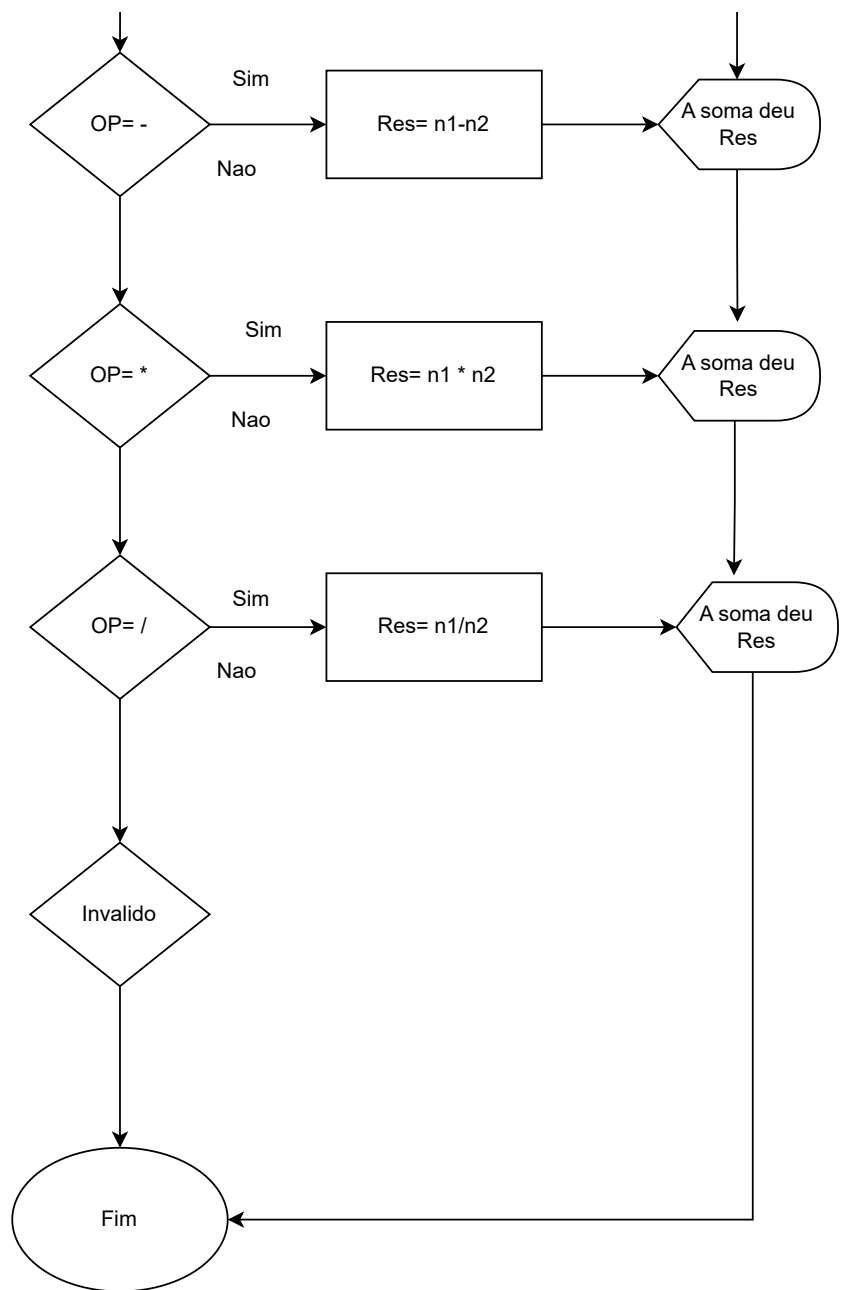 Sim
OP= -
Res= n1-n2
A soma deu
Res
Nao
Sim
OP= *
Res= n1 * n2
A soma deu
Res
Nao
Sim
OP= /
Res= n1/n2
A soma deu
Res
Nao
Invalido
Fim